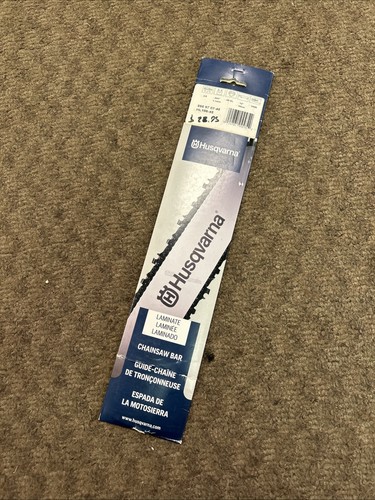 $ 28.95
Husqvarna
Husqvarna
LAMINATE
LAMINÉE
LAMINADO
CHAINSAW BAR
GUIDE-CHAÎNE
DE TRONÇONNEUSE
ESPADA DE
LA MOTOSIERRA
www.husqvarna.com